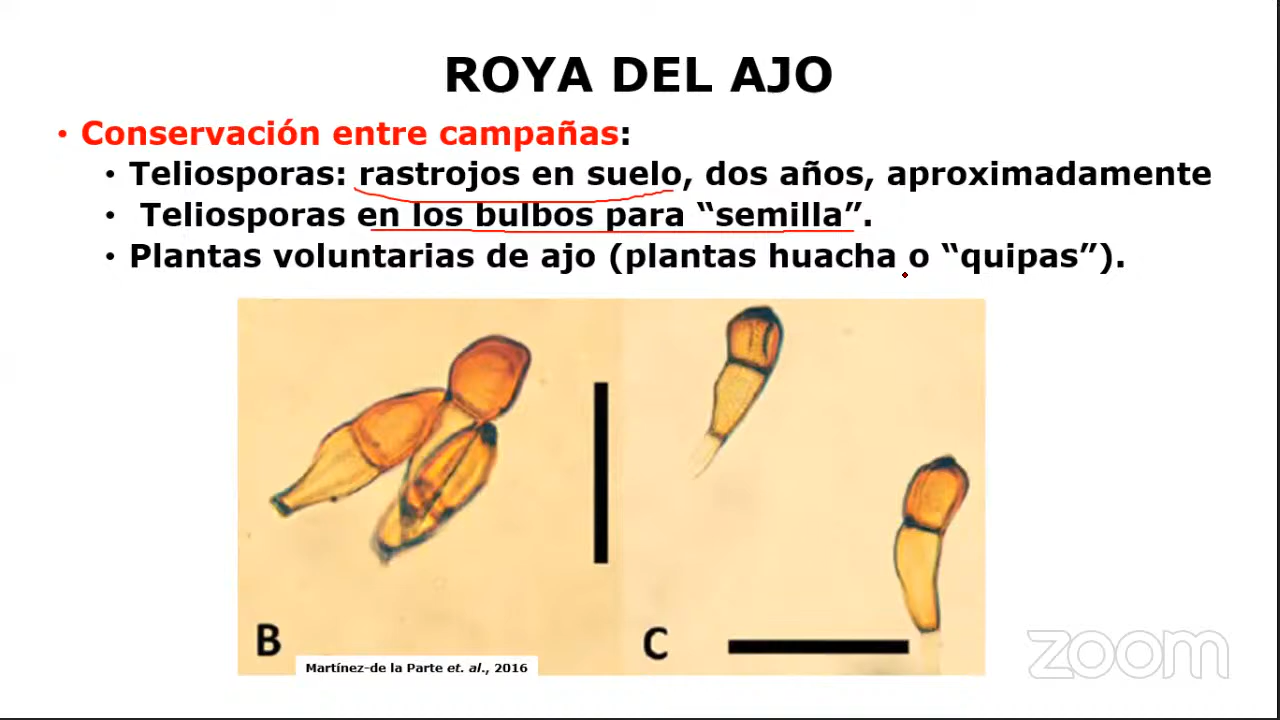 ROYA DEL AJO
• Conservación entre campañas:
• Teliosporas: rastrojos en suelo, dos años, aproximadamente
• Teliosporas en los bulbos para “semilla”.
• Plantas voluntarias de ajo (plantas huacha o “quipas”).
B
C
Martínez-de la Parte et. al., 2016
zoom